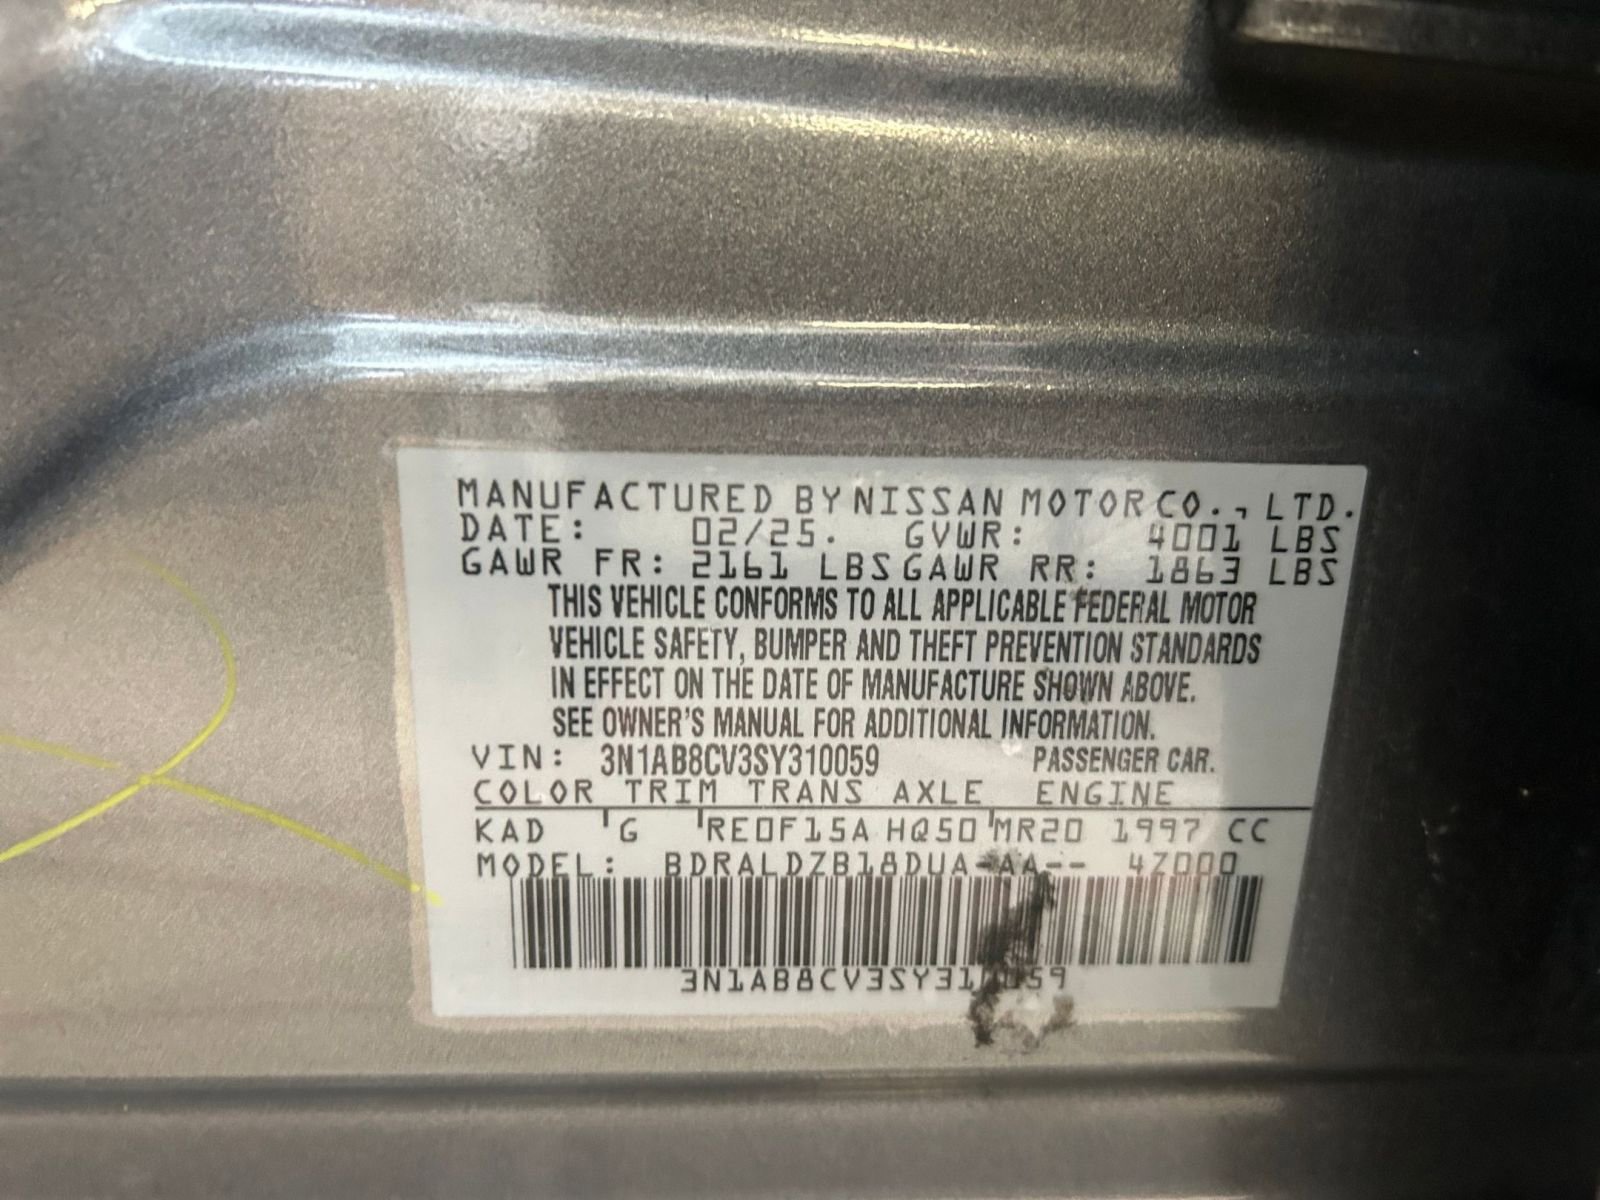 MANUFACTURED BY NISSAN MOTOR CO., LTD.
DATE: 02/25. GVWR: 4001 LBS
GAWR FR: 2161 LBS GAWR RR: 1863 LBS
THIS VEHICLE CONFORMS TO ALL APPLICABLE FEDERAL MOTOR
VEHICLE SAFETY, BUMPER AND THEFT PREVENTION STANDARDS
IN EFFECT ON THE DATE OF MANUFACTURE SHOWN ABOVE.
SEE OWNER'S MANUAL FOR ADDITIONAL INFORMATION.
VIN: 3N1AB8CV3SY310059 PASSENGER CAR.
COLOR TRIM TRANS AXLE ENGINE
KAD 'G 'RE0F15A HQ50 'MR20 1997 CC
MODEL: BDRALDZB18DUA-AA-- 4Z000
3N1AB8CV3SY310059